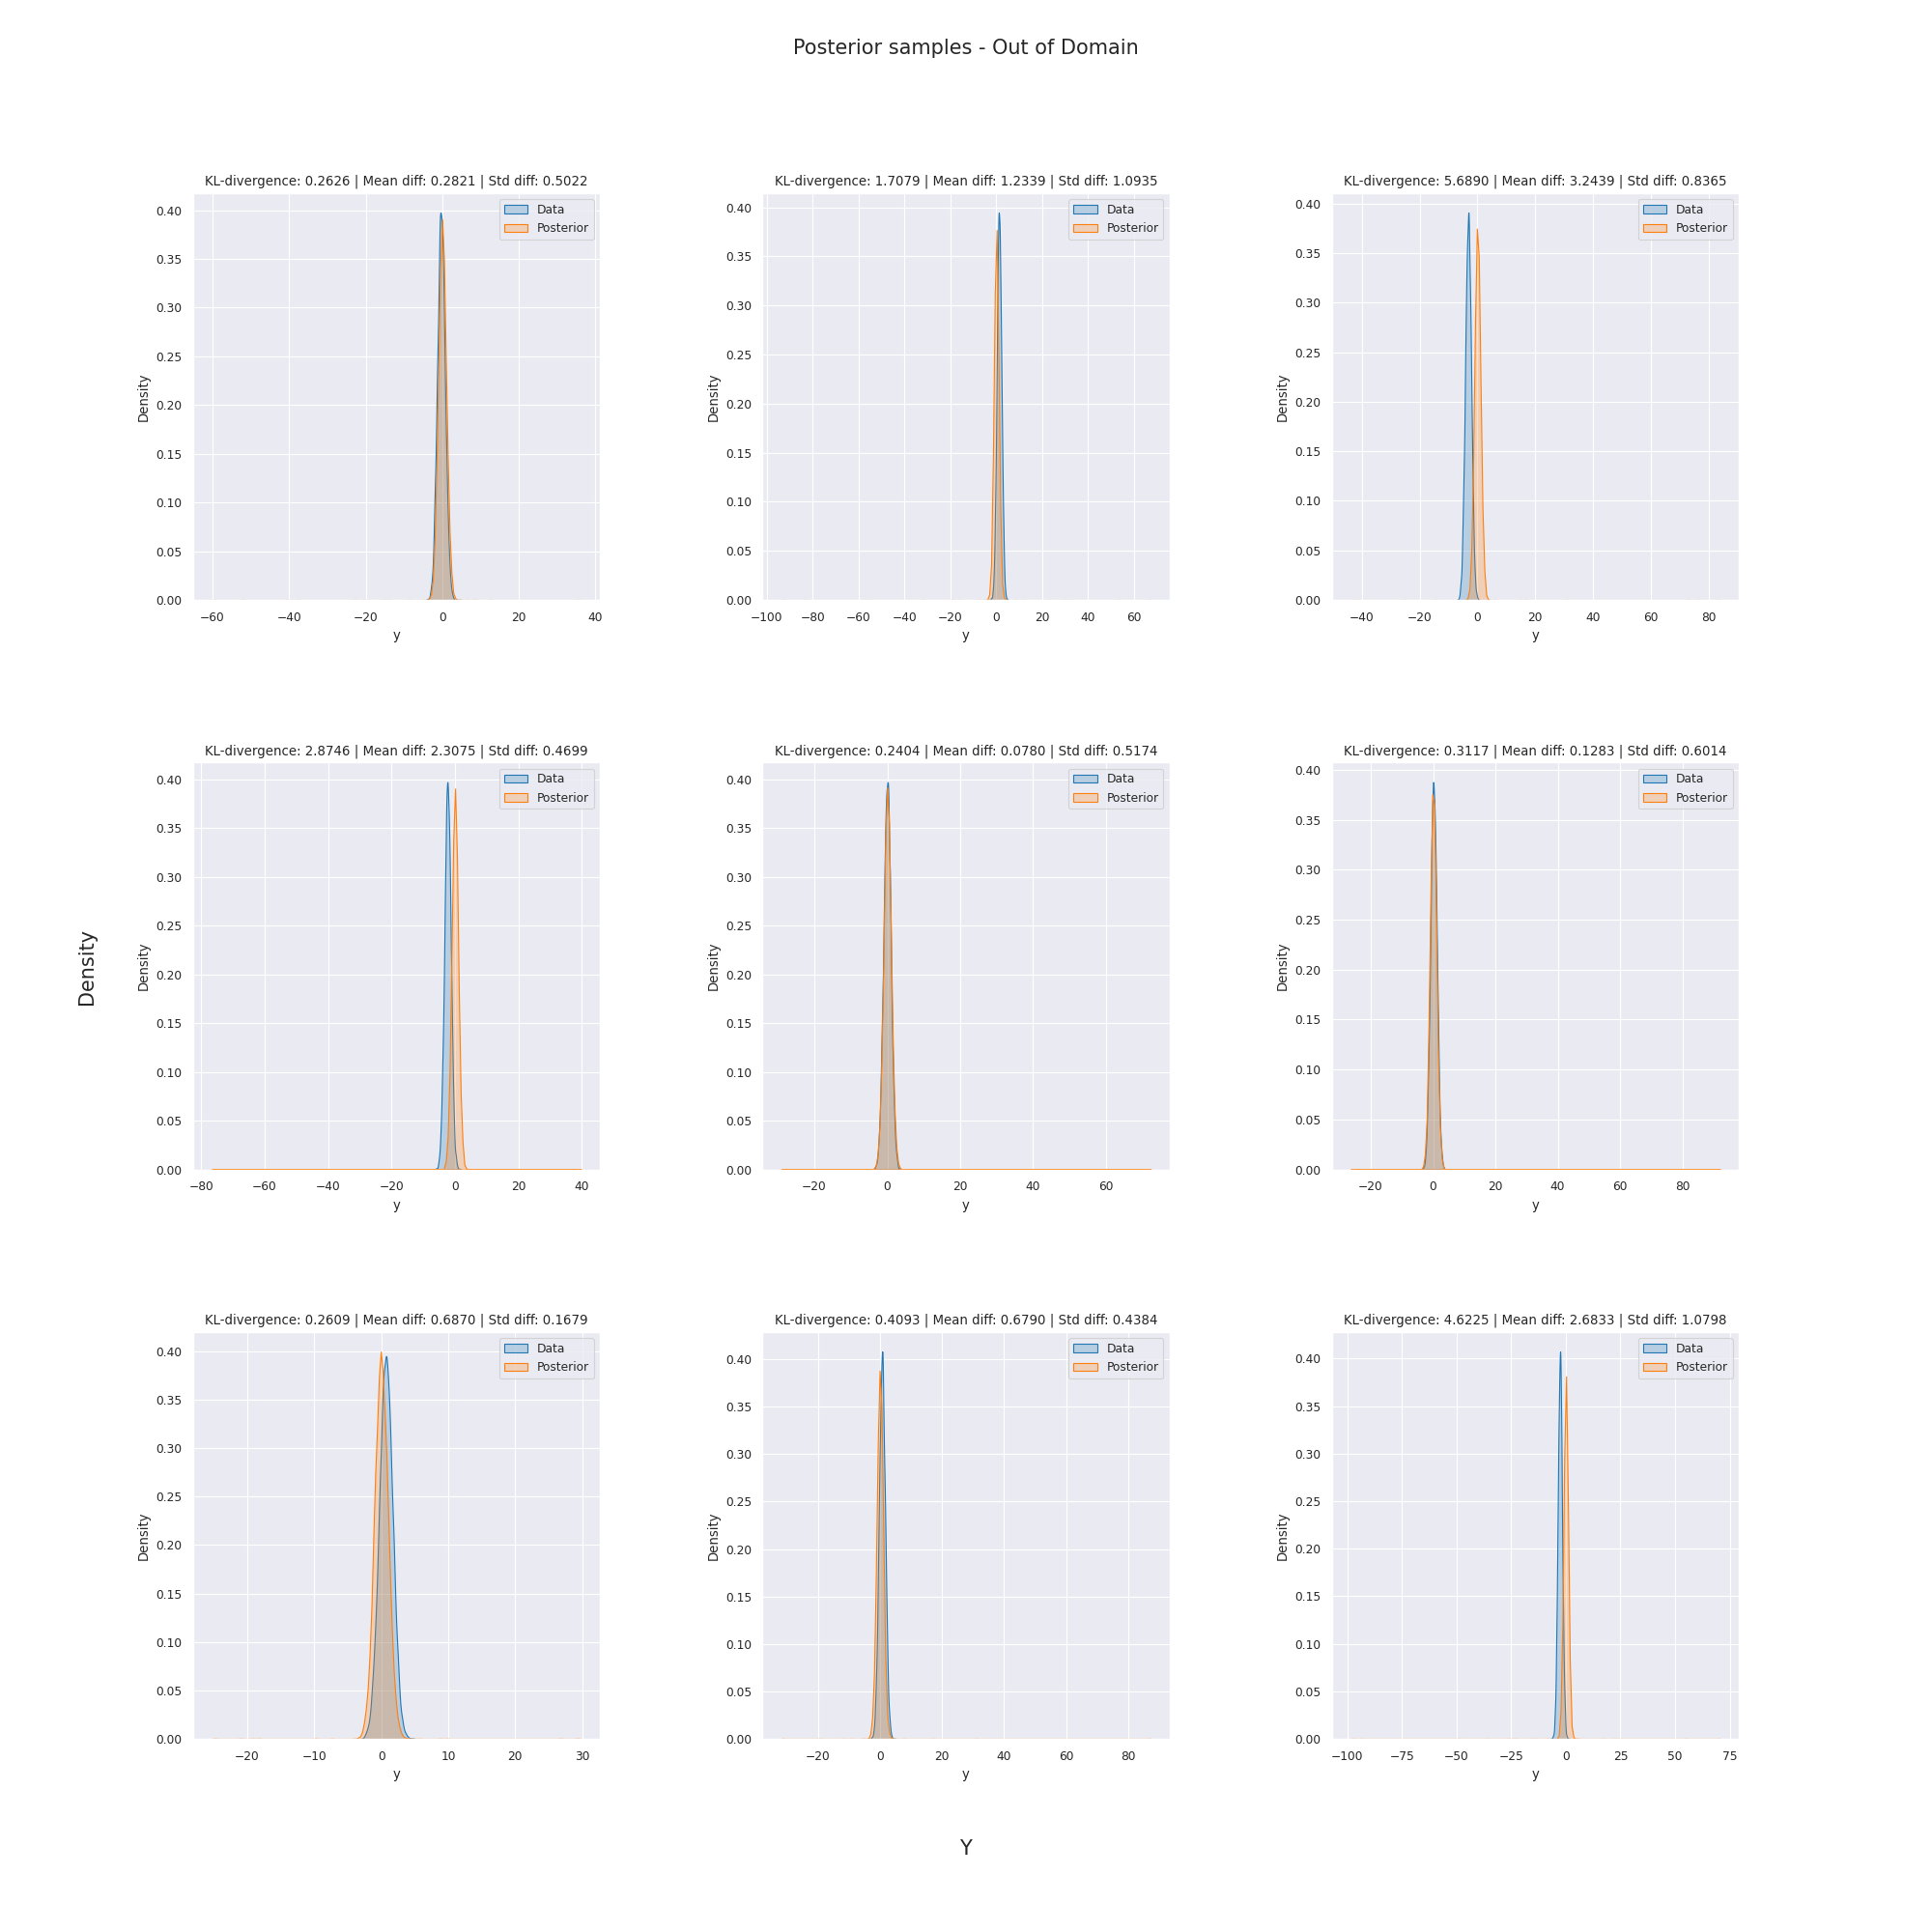 Posterior samples - Out of Domain
KL-divergence: 0.2626 | Mean diff: 0.2821 | Std diff: 0.5022
Data
Posterior
0.40
0.35
0.30
0.25
0.20
0.15
0.10
0.05
0.00
Density
−60 −40 −20 0 20 40
y
KL-divergence: 1.7079 | Mean diff: 1.2339 | Std diff: 1.0935
Data
Posterior
0.40
0.35
0.30
0.25
0.20
0.15
0.10
0.05
0.00
Density
−100 −80 −60 −40 −20 0 20 40 60
y
KL-divergence: 5.6890 | Mean diff: 3.2439 | Std diff: 0.8365
Data
Posterior
0.40
0.35
0.30
0.25
0.20
0.15
0.10
0.05
0.00
Density
−40 −20 0 20 40 60 80
y
Density
KL-divergence: 2.8746 | Mean diff: 2.3075 | Std diff: 0.4699
Data
Posterior
0.40
0.35
0.30
0.25
0.20
0.15
0.10
0.05
0.00
Density
−80 −60 −40 −20 0 20 40
y
KL-divergence: 0.2404 | Mean diff: 0.0780 | Std diff: 0.5174
Data
Posterior
0.40
0.35
0.30
0.25
0.20
0.15
0.10
0.05
0.00
Density
−20 0 20 40 60
y
KL-divergence: 0.3117 | Mean diff: 0.1283 | Std diff: 0.6014
Data
Posterior
0.40
0.35
0.30
0.25
0.20
0.15
0.10
0.05
0.00
Density
−20 0 20 40 60 80
y
KL-divergence: 0.2609 | Mean diff: 0.6870 | Std diff: 0.1679
Data
Posterior
0.40
0.35
0.30
0.25
0.20
0.15
0.10
0.05
0.00
Density
−20 −10 0 10 20 30
y
KL-divergence: 0.4093 | Mean diff: 0.6790 | Std diff: 0.4384
Data
Posterior
0.40
0.35
0.30
0.25
0.20
0.15
0.10
0.05
0.00
Density
−20 0 20 40 60 80
y
KL-divergence: 4.6225 | Mean diff: 2.6833 | Std diff: 1.0798
Data
Posterior
0.40
0.35
0.30
0.25
0.20
0.15
0.10
0.05
0.00
Density
−100 −75 −50 −25 0 25 50 75
y
Y